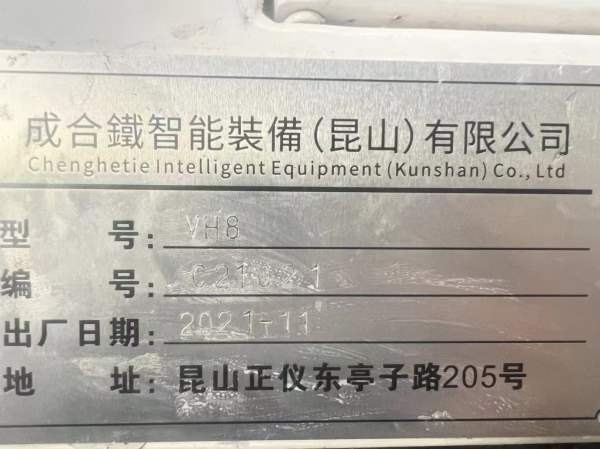 成合鐵智能裝備(昆山)有限公司
Chenghetie Intelligent Equipment (Kunshan) Co., Ltd
型 号: VH8
编 号:
出厂日期: 2021-11
地 址: 昆山正仪东亭子路205号